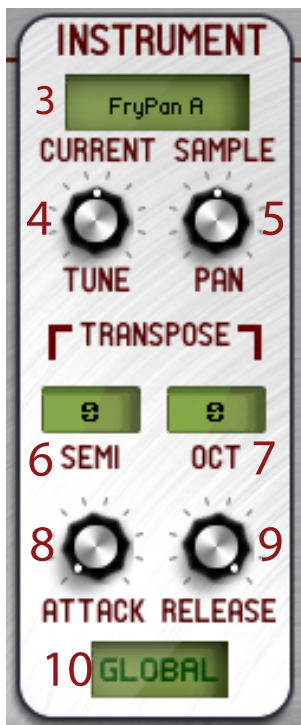 INSTRUMENT
3 FryPan A
CURRENT SAMPLE
4 5
TUNE PAN
TRANSPOSE
0 0
6 SEMI OCT 7
8 9
ATTACK RELEASE
10 GLOBAL